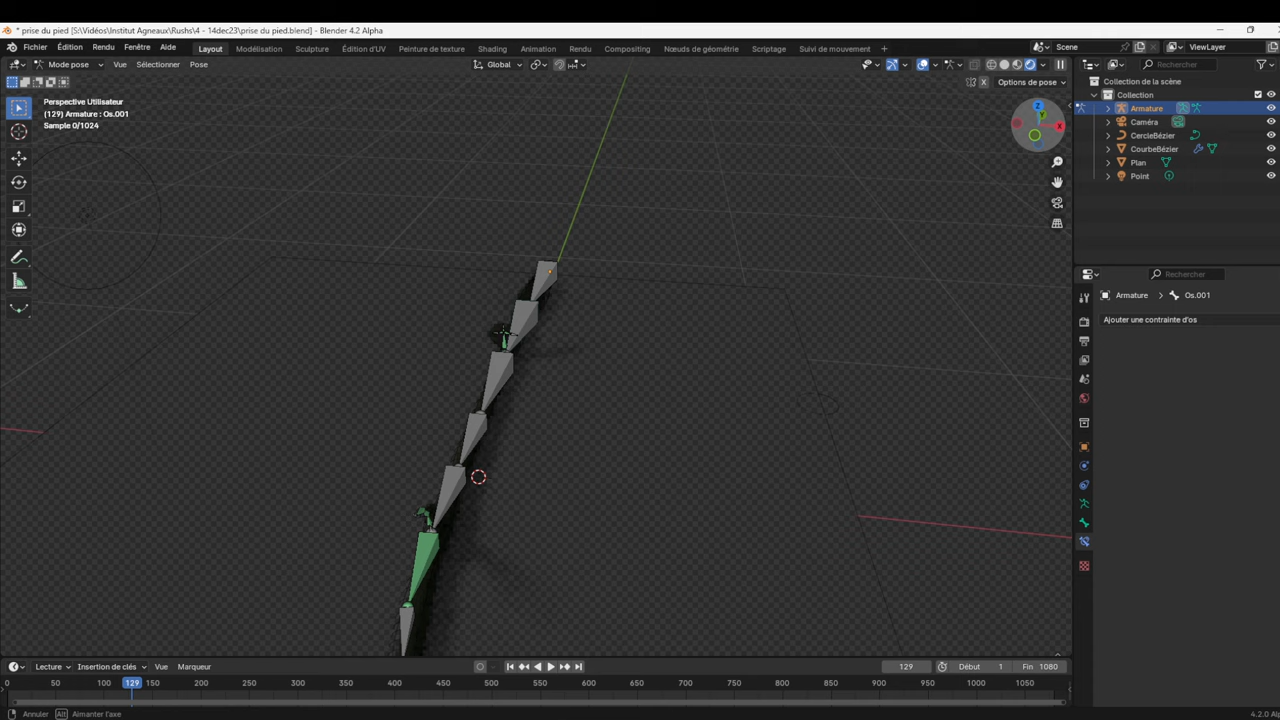 * prise du pied [S:\Vidéos\Institut Agneaux\Rushs\4 - 14dec23\prise du pied.blend] - Blender 4.2 Alpha
Fichier Édition Rendu Fenêtre Aide Layout Modélisation Sculpture Édition d'UV Peinture de texture Shading Animation Rendu Compositing Nœuds de géométrie Scripting Suivi de mouvement + Scene ViewLayer
Mode pose Vue Sélectionner Pose Global Rechercher
X Options de pose Collection de la scène
Perspective Utilisateur Collection
(129) Armature : Os.001 Armature
Sample 0/1024 Caméra
CercleBézier
CourbeBézier
Plan
Point
Z
Y
X
Rechercher
Armature > Os.001
Ajouter une contrainte d'os
Lecture Insertion de clés Vue Marqueur 129 Début 1 Fin 1080
0 50 100 129 150 200 250 300 350 400 450 500 550 600 650 700 750 800 850 900 950 1000 1050
Annuler Alt Aimanter l'axe 4.2.0 Alpha